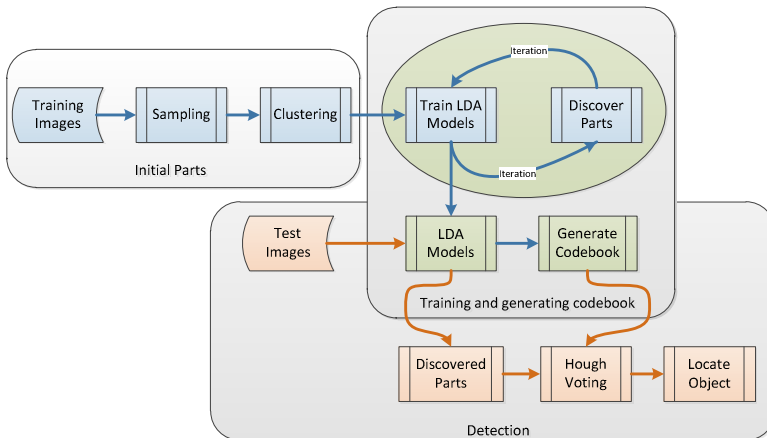 Iteration
Training
Images
Sampling
Clustering
Train LDA
Models
Discover
Parts
Initial Parts
Iteration
Test
Images
LDA
Models
Generate
Codebook
Training and generating codebook
Discovered
Parts
Hough
Voting
Locate
Object
Detection